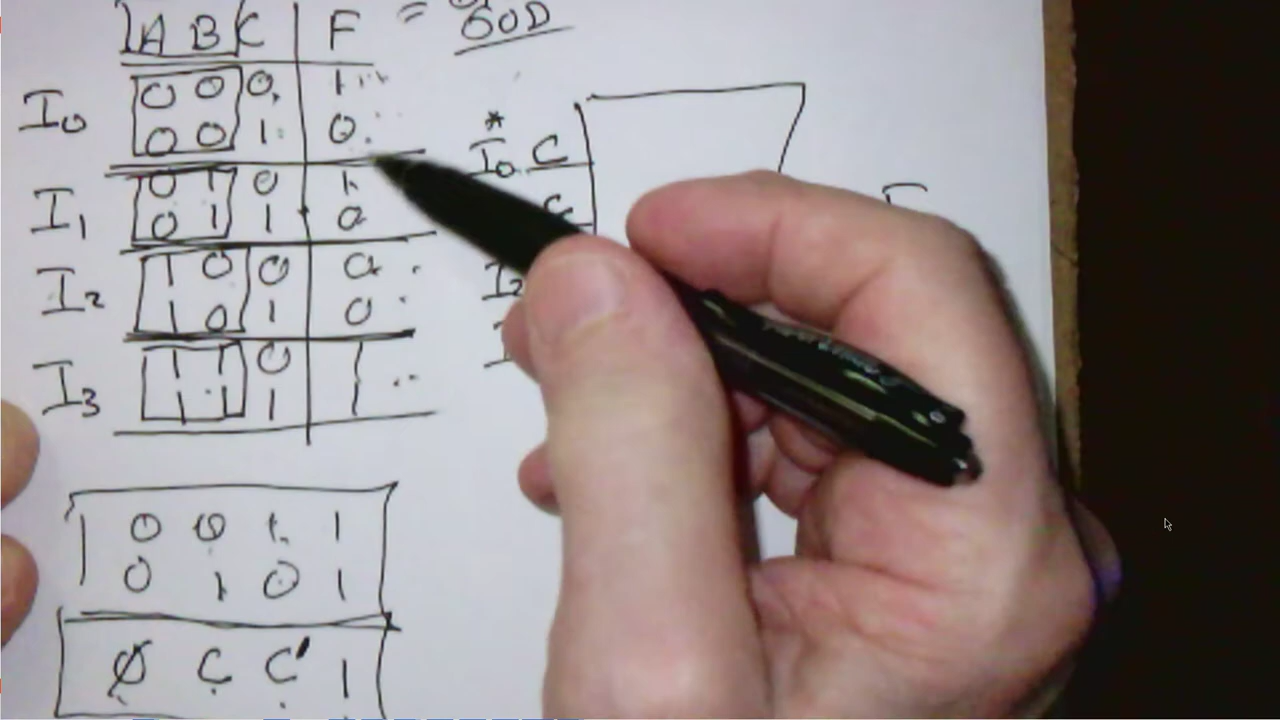 A B C F = 60D
I0 0 0 0 1
0 0 1 0
I1 0 1 0 1
0 1 1 0
I2 1 0 0 0
1 0 1 0
I3 1 1 0 1
1 1 1
* I0 C
C
I2
0 0 1 1
0 1 0 1
Ø C C' 1